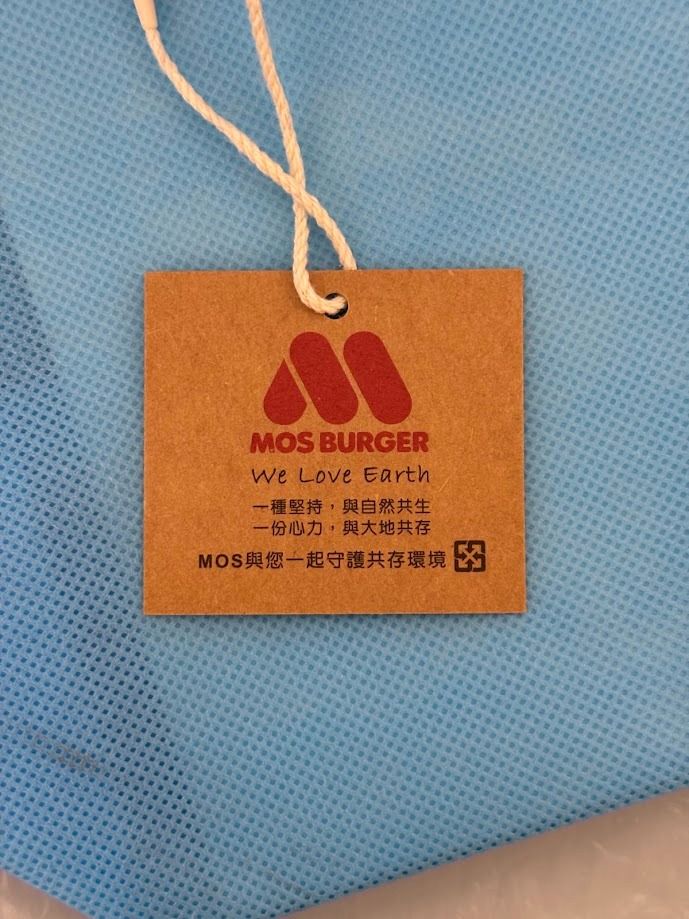 MOS BURGER
We Love Earth
一種堅持，與自然共生
一份心力，與大地共存
MOS與您一起守護共存環境